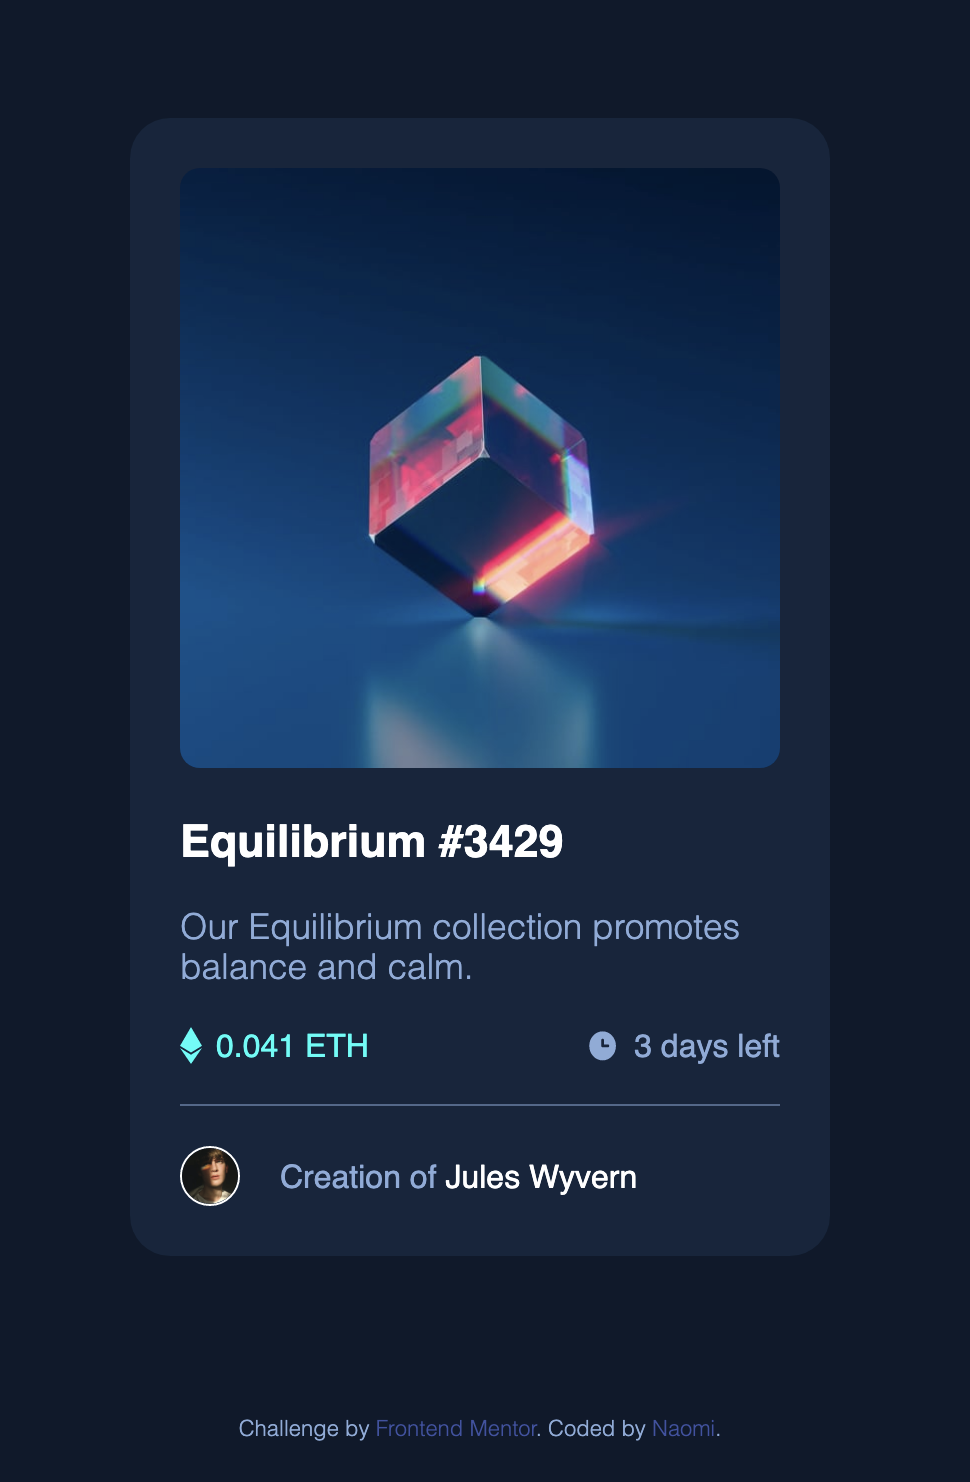 Equilibrium #3429
Our Equilibrium collection promotes
balance and calm.
0.041 ETH
3 days left
Creation of Jules Wyvern
Challenge by Frontend Mentor. Coded by Naomi.